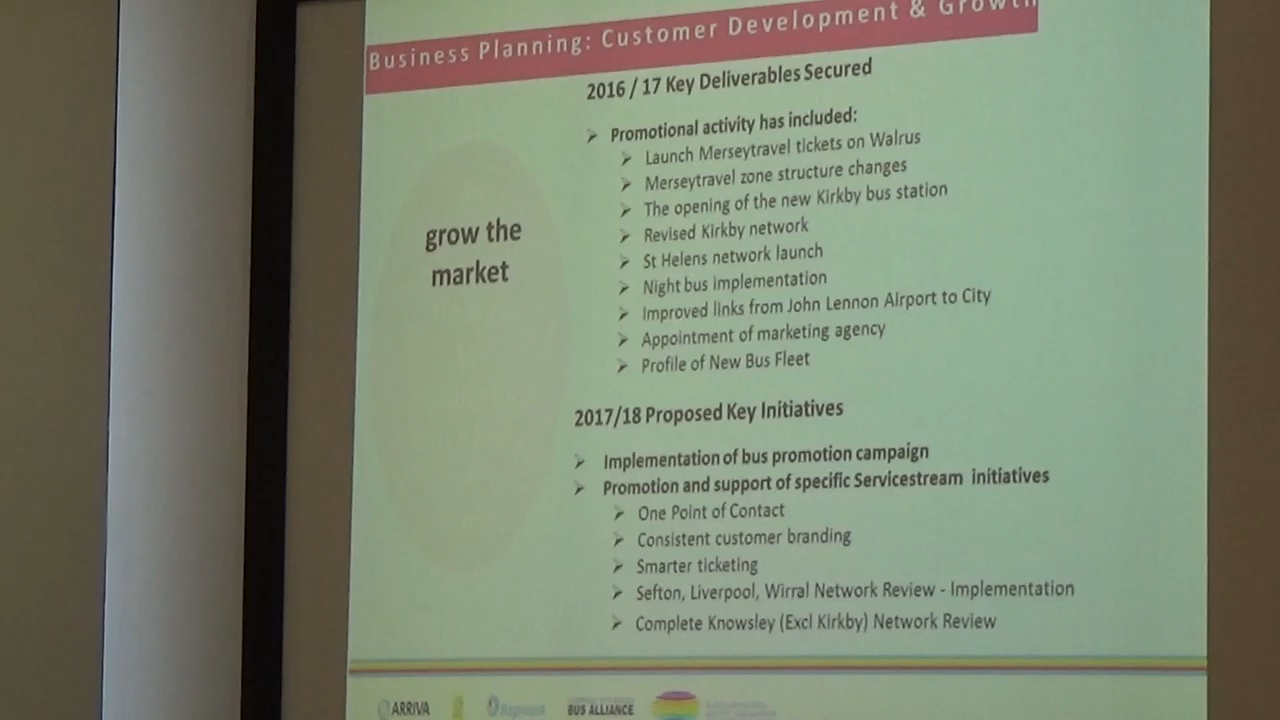 Business Planning: Customer Development & Growth
2016 / 17 Key Deliverables Secured
➢ Promotional activity has included:
➢ Launch Merseytravel tickets on Walrus
➢ Merseytravel zone structure changes
➢ The opening of the new Kirkby bus station
➢ Revised Kirkby network
➢ St Helens network launch
➢ Night bus implementation
➢ Improved links from John Lennon Airport to City
➢ Appointment of marketing agency
➢ Profile of New Bus Fleet
grow the
market
2017/18 Proposed Key Initiatives
➢ Implementation of bus promotion campaign
➢ Promotion and support of specific Servicestream initiatives
➢ One Point of Contact
➢ Consistent customer branding
➢ Smarter ticketing
➢ Sefton, Liverpool, Wirral Network Review - Implementation
➢ Complete Knowsley (Excl Kirkby) Network Review
ARRIVA
BUS ALLIANCE